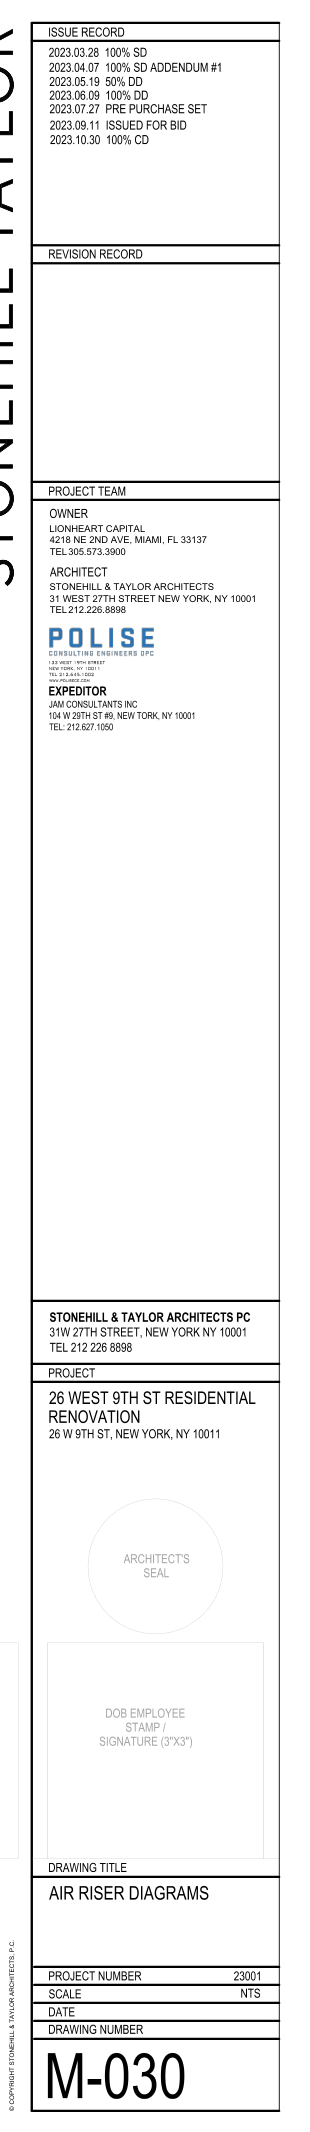 STONEHILL TAYLOR
ISSUE RECORD
2023.03.28 100% SD
2023.04.07 100% SD ADDENDUM #1
2023.05.19 50% DD
2023.06.09 100% DD
2023.07.27 PRE PURCHASE SET
2023.09.11 ISSUED FOR BID
2023.10.30 100% CD
REVISION RECORD
PROJECT TEAM
OWNER
LIONHEART CAPITAL
4218 NE 2ND AVE, MIAMI, FL 33137
TEL 305.573.3900
ARCHITECT
STONEHILL & TAYLOR ARCHITECTS
31 WEST 27TH STREET NEW YORK, NY 10001
TEL 212.226.8898
POLISE
CONSULTING ENGINEERS DPC
133 WEST 19TH STREET
NEW YORK, NY 10011
TEL 212.645.1002
WWW.POLISECE.COM
EXPEDITOR
JAM CONSULTANTS INC
104 W 29TH ST #9, NEW TORK, NY 10001
TEL: 212.627.1050
STONEHILL & TAYLOR ARCHITECTS PC
31W 27TH STREET, NEW YORK NY 10001
TEL 212 226 8898
PROJECT
26 WEST 9TH ST RESIDENTIAL
RENOVATION
26 W 9TH ST, NEW YORK, NY 10011
ARCHITECT'S
SEAL
DOB EMPLOYEE
STAMP /
SIGNATURE (3"X3")
DRAWING TITLE
AIR RISER DIAGRAMS
PROJECT NUMBER 23001
SCALE NTS
DATE
DRAWING NUMBER
M-030
© COPYRIGHT STONEHILL & TAYLOR ARCHITECTS, P.C.